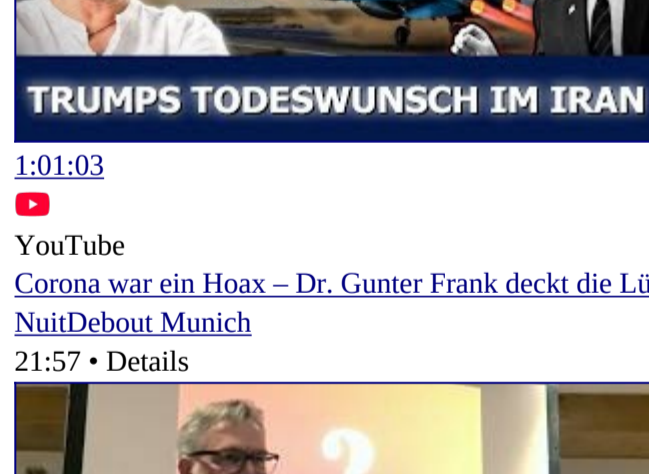 TRUMPS TODESWUNSCH IM IRAN
1:01:03
YouTube
Corona war ein Hoax – Dr. Gunter Frank deckt die Lü
NuitDebout Munich
21:57 • Details
?